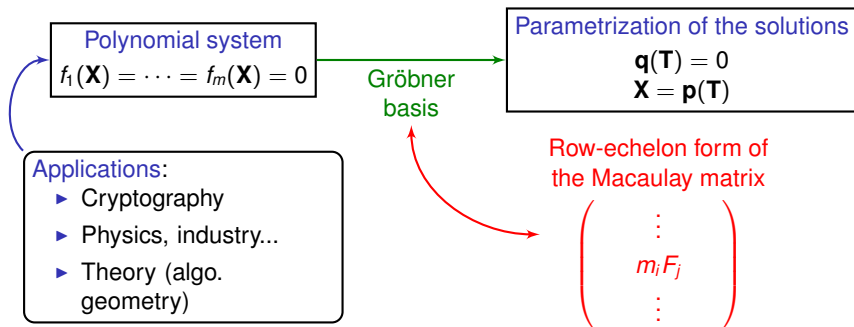 Polynomial system
f₁(X) = ··· = fₘ(X) = 0
Gröbner
basis
Parametrization of the solutions
q(T) = 0
X = p(T)
Applications:
► Cryptography
► Physics, industry...
► Theory (algo.
geometry)
Row-echelon form of
the Macaulay matrix
⋮
mᵢFⱼ
⋮